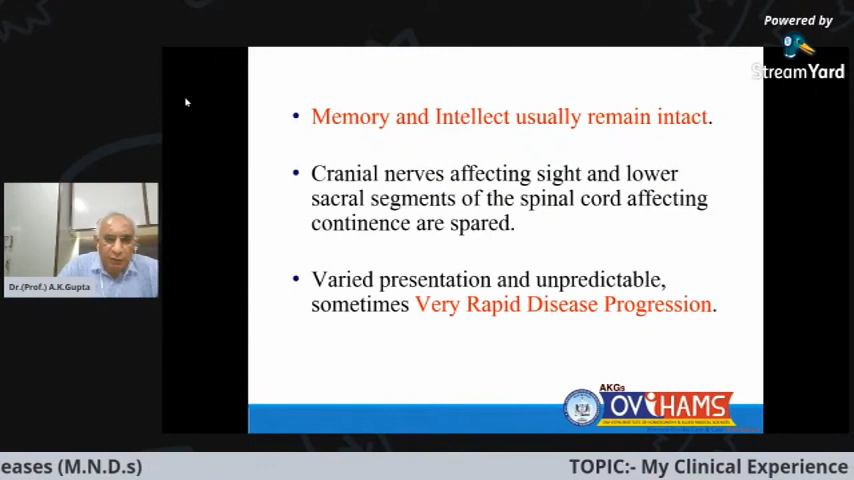 Powered by
StreamYard
• Memory and Intellect usually remain intact.
• Cranial nerves affecting sight and lower
sacral segments of the spinal cord affecting
continence are spared.
• Varied presentation and unpredictable,
sometimes Very Rapid Disease Progression.
Dr.(Prof.) A.K.Gupta
AKGs
OViHAMS
eases (M.N.D.s)
TOPIC:- My Clinical Experience